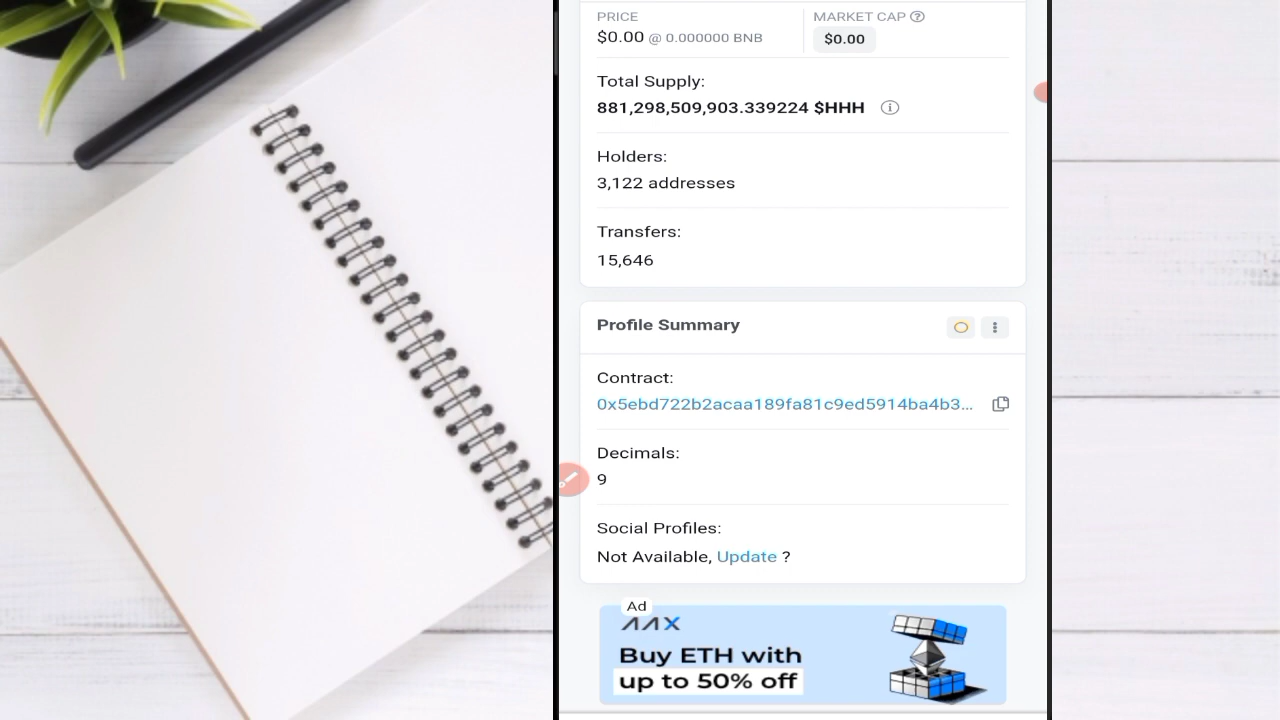 PRICE
$0.00 @ 0.000000 BNB
MARKET CAP
$0.00
Total Supply:
881,298,509,903.339224 $HHH
Holders:
3,122 addresses
Transfers:
15,646
Profile Summary
Contract:
0x5ebd722b2acaa189fa81c9ed5914ba4b3...
Decimals:
9
Social Profiles:
Not Available, Update ?
Ad
AAX
Buy ETH with
up to 50% off